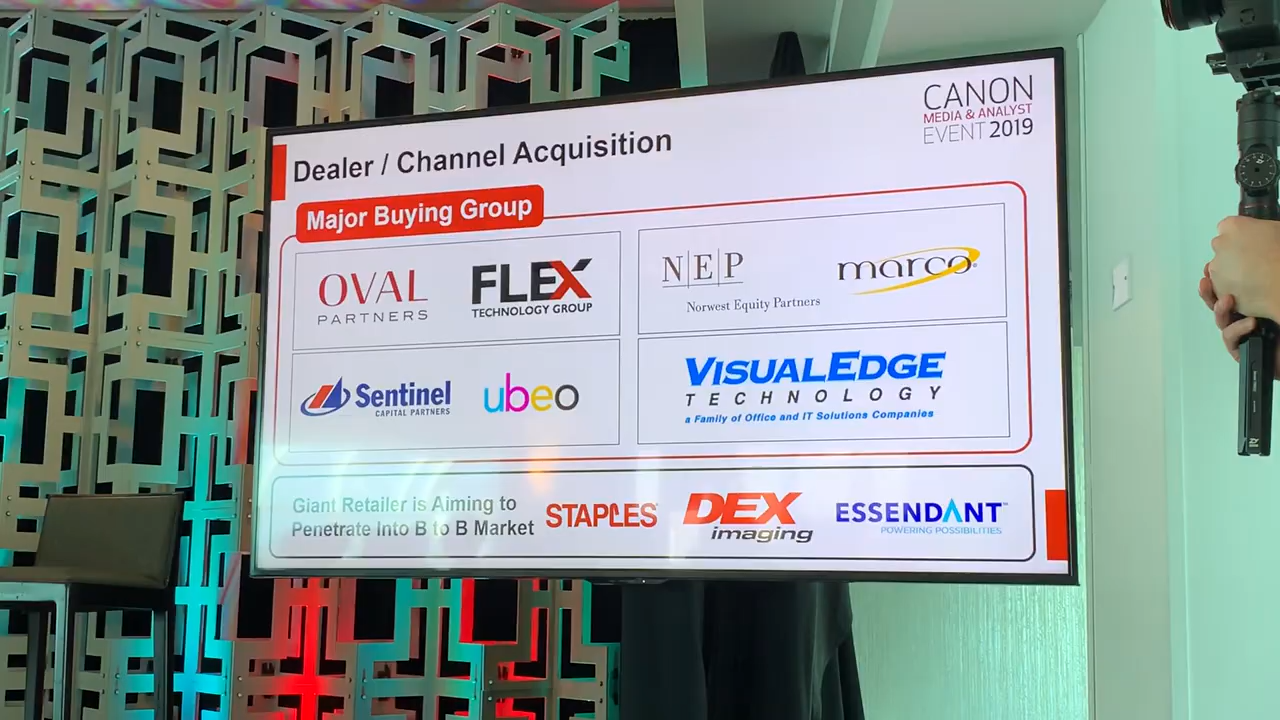 CANON
MEDIA & ANALYST
EVENT 2019
Dealer / Channel Acquisition
Major Buying Group
OVAL
PARTNERS
FLEX
TECHNOLOGY GROUP
NEP
Norwest Equity Partners
marco®
Sentinel
CAPITAL PARTNERS
ubeo
VISUALEDGE
TECHNOLOGY
a Family of Office and IT Solutions Companies
Giant Retailer is Aiming to
Penetrate Into B to B Market
STAPLES
DEX
imaging
ESSENDANT
POWERING POSSIBILITIES